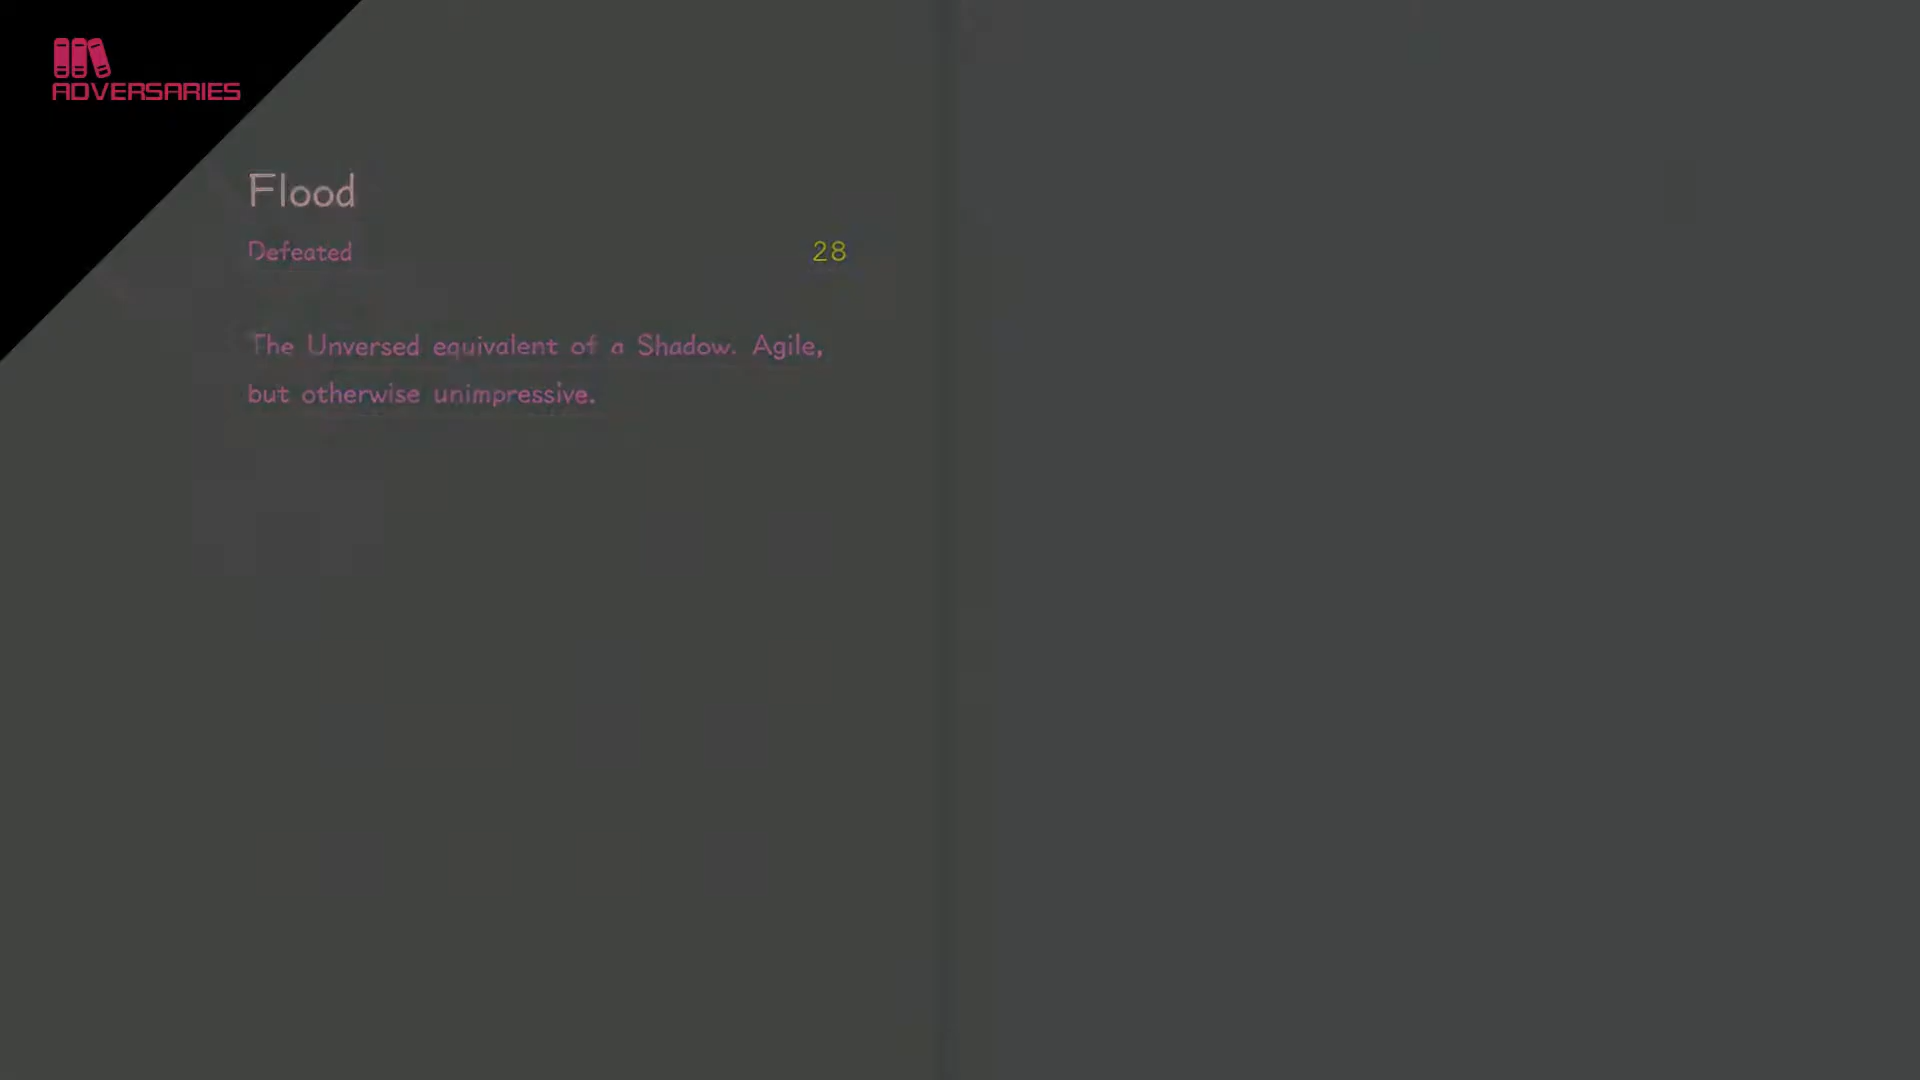 ADVERSARIES
Flood
Defeated 28
The Unversed equivalent of a Shadow. Agile,
but otherwise unimpressive.